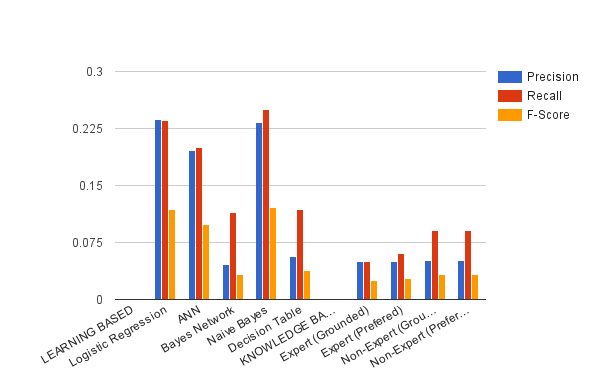 0.3
0.225
0.15
0.075
0
Precision
Recall
F-Score
LEARNING BASED
Logistic Regression
ANN
Bayes Network
Naive Bayes
Decision Table
KNOWLEDGE BA...
Expert (Grounded)
Expert (Prefered)
Non-Expert (Grou...
Non-Expert (Prefer...